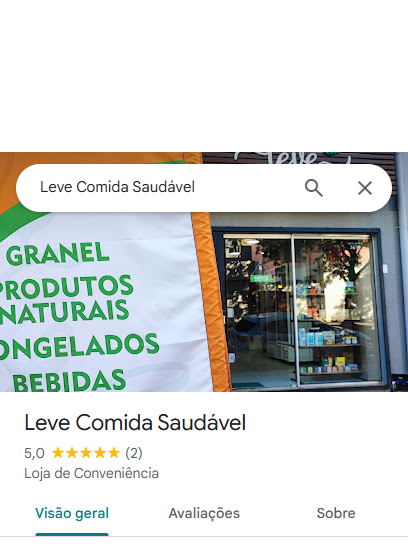 leve
Leve Comida Saudável
GRANEL
PRODUTOS
NATURAIS
CONGELADOS
BEBIDAS
Leve Comida Saudável
5,0 ★★★★★ (2)
Loja de Conveniência
Visão geral Avaliações Sobre